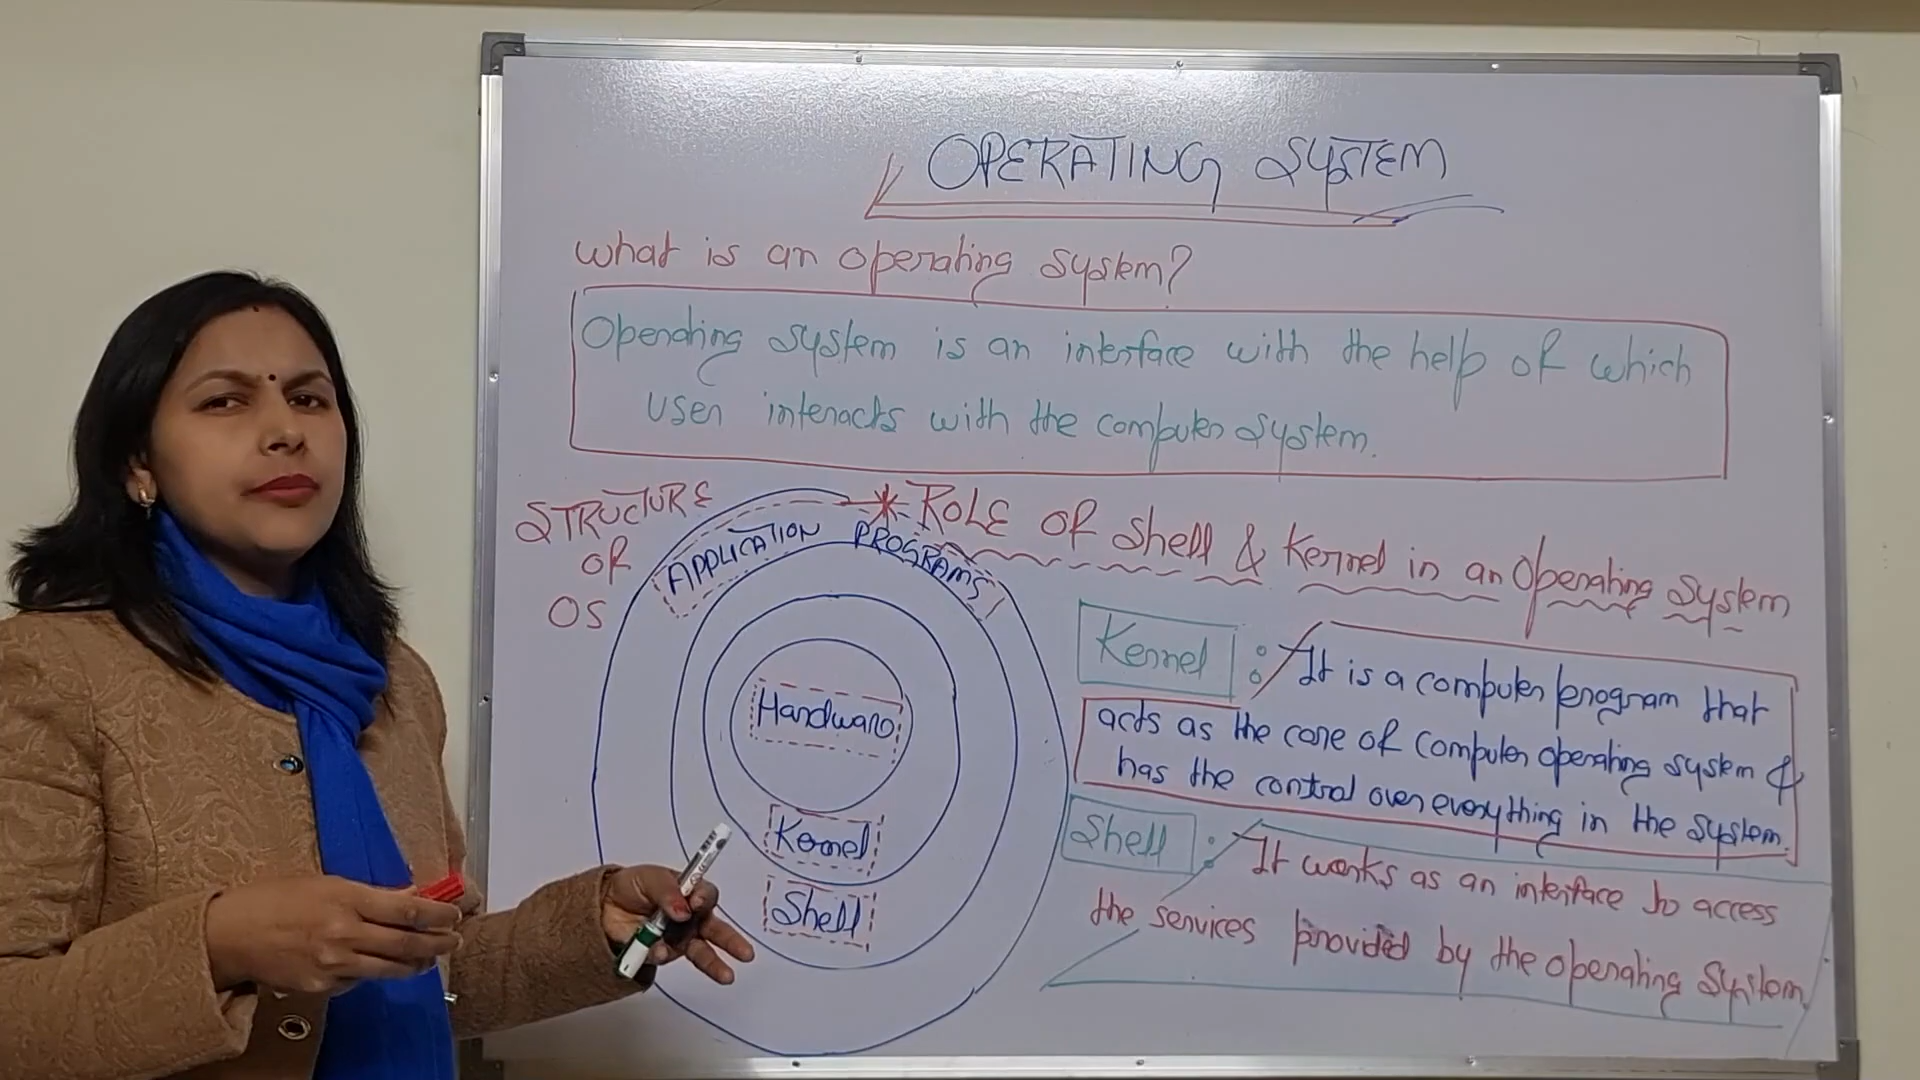 OPERATING SYSTEM
What is an operating system?
Operating system is an interface with the help of which
user interacts with the computer system.
STRUCTURE
OF
OS
APPLICATION PROGRAMS
Hardware
Kernel
Shell
* ROLE OF Shell & Kernel in an Operating System
Kernel : It is a computer program that
acts as the core of computer operating system &
has the control over everything in the system.
Shell : It works as an interface to access
the services provided by the operating System.